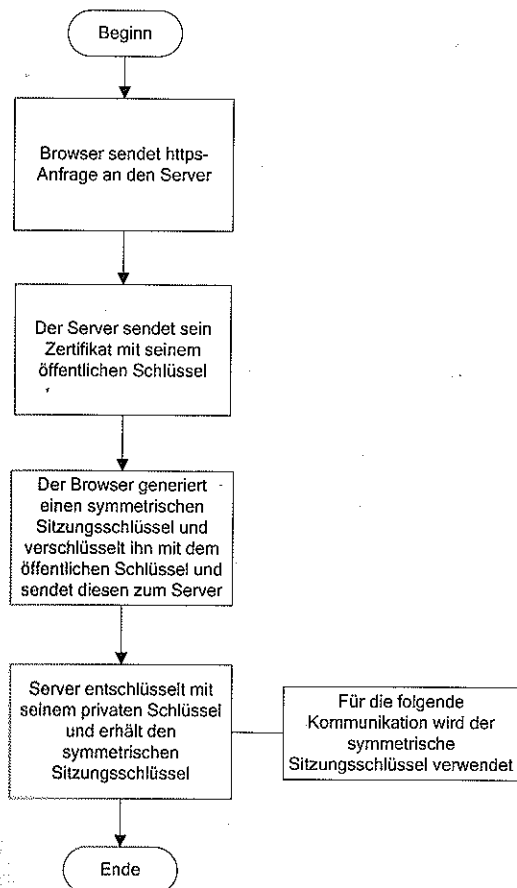 Beginn
Browser sendet https-
Anfrage an den Server
Der Server sendet sein
Zertifikat mit seinem
öffentlichen Schlüssel
Der Browser generiert
einen symmetrischen
Sitzungsschlüssel und
verschlüsselt ihn mit dem
öffentlichen Schlüssel und
sendet diesen zum Server
Server entschlüsselt mit
seinem privaten Schlüssel
und erhält den
symmetrischen
Sitzungsschlüssel
Für die folgende
Kommunikation wird der
symmetrische
Sitzungsschlüssel verwendet
Ende